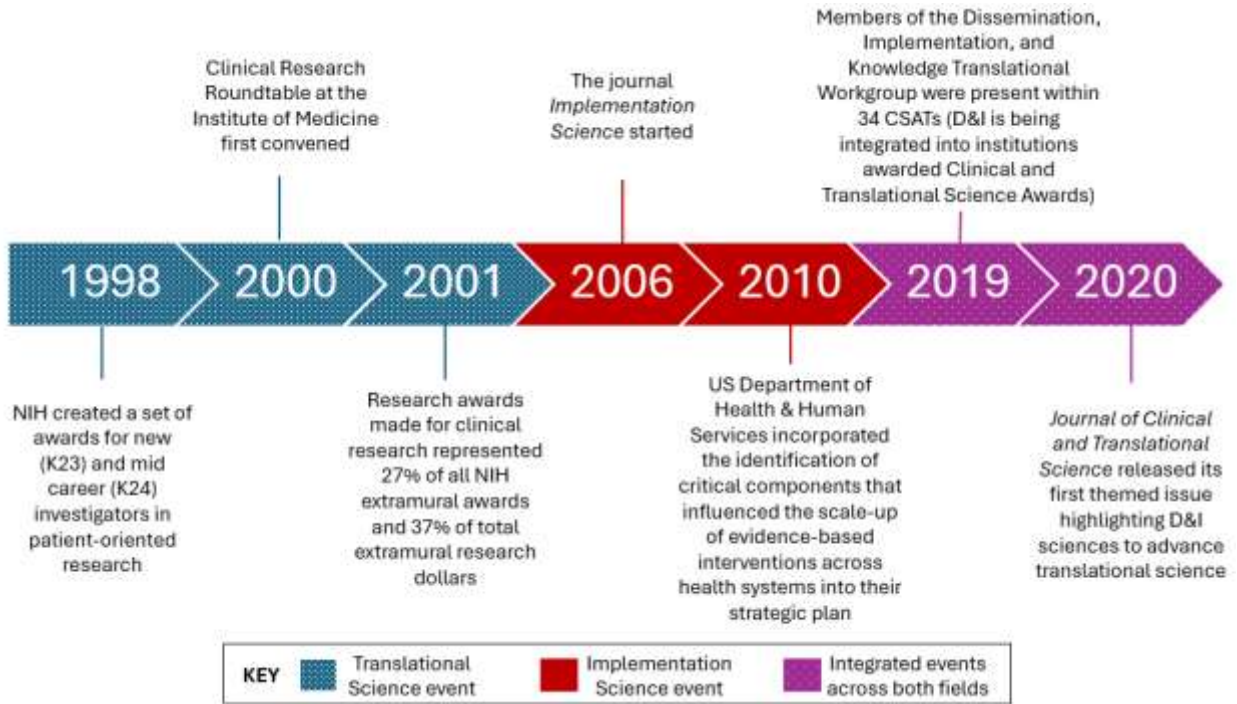 Clinical Research
Roundtable at the
Institute of Medicine
first convened
The journal
Implementation
Science started
Members of the Dissemination,
Implementation, and
Knowledge Translational
Workgroup were present within
34 CSATs (D&I is being
integrated into institutions
awarded Clinical and
Translational Science Awards)
1998
2000
2001
2006
2010
2019
2020
NIH created a set of
awards for new
(K23) and mid
career (K24)
investigators in
patient-oriented
research
Research awards
made for clinical
research represented
27% of all NIH
extramural awards
and 37% of total
extramural research
dollars
US Department of
Health & Human
Services incorporated
the identification of
critical components that
influenced the scale-up
of evidence-based
interventions across
health systems into their
strategic plan
Journal of Clinical
and Translational
Science released its
first themed issue
highlighting D&I
sciences to advance
translational science
KEY
Translational
Science event
Implementation
Science event
Integrated events
across both fields